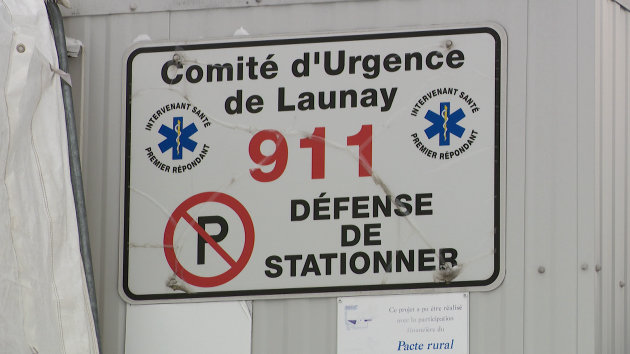 Comité d'Urgence
de Launay
INTERVENANT SANTÉ
PREMIER RÉPONDANT
911
INTERVENANT SANTÉ
PREMIER RÉPONDANT
P
DÉFENSE
DE
STATIONNER
Ce projet a pu être réalisé
avec la participation
financière du
Pacte rural